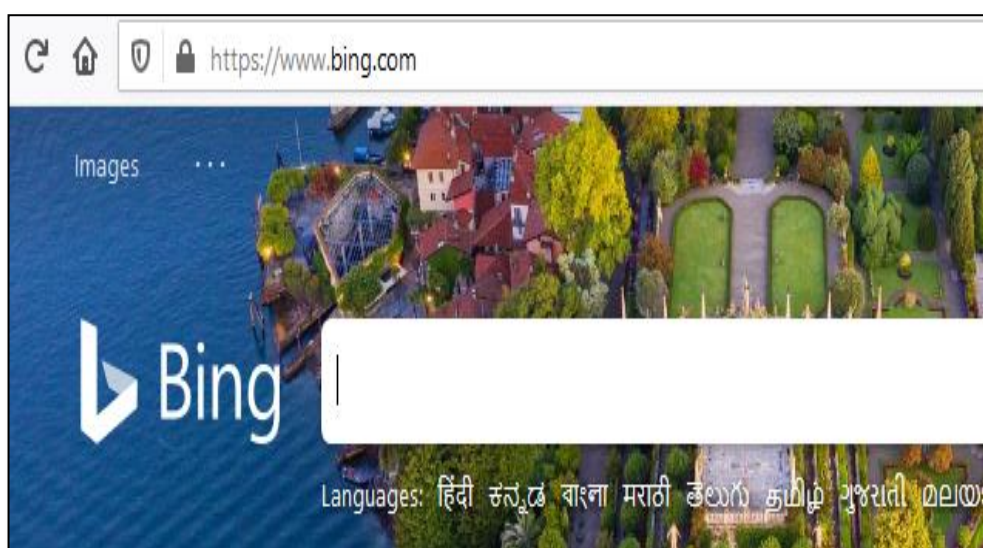 https://www.bing.com
Images ...
Bing
Languages: हिंदी ಕನ್ನಡ বাংলা मराठी తెలుగు தமிழ் ગુજરાતી